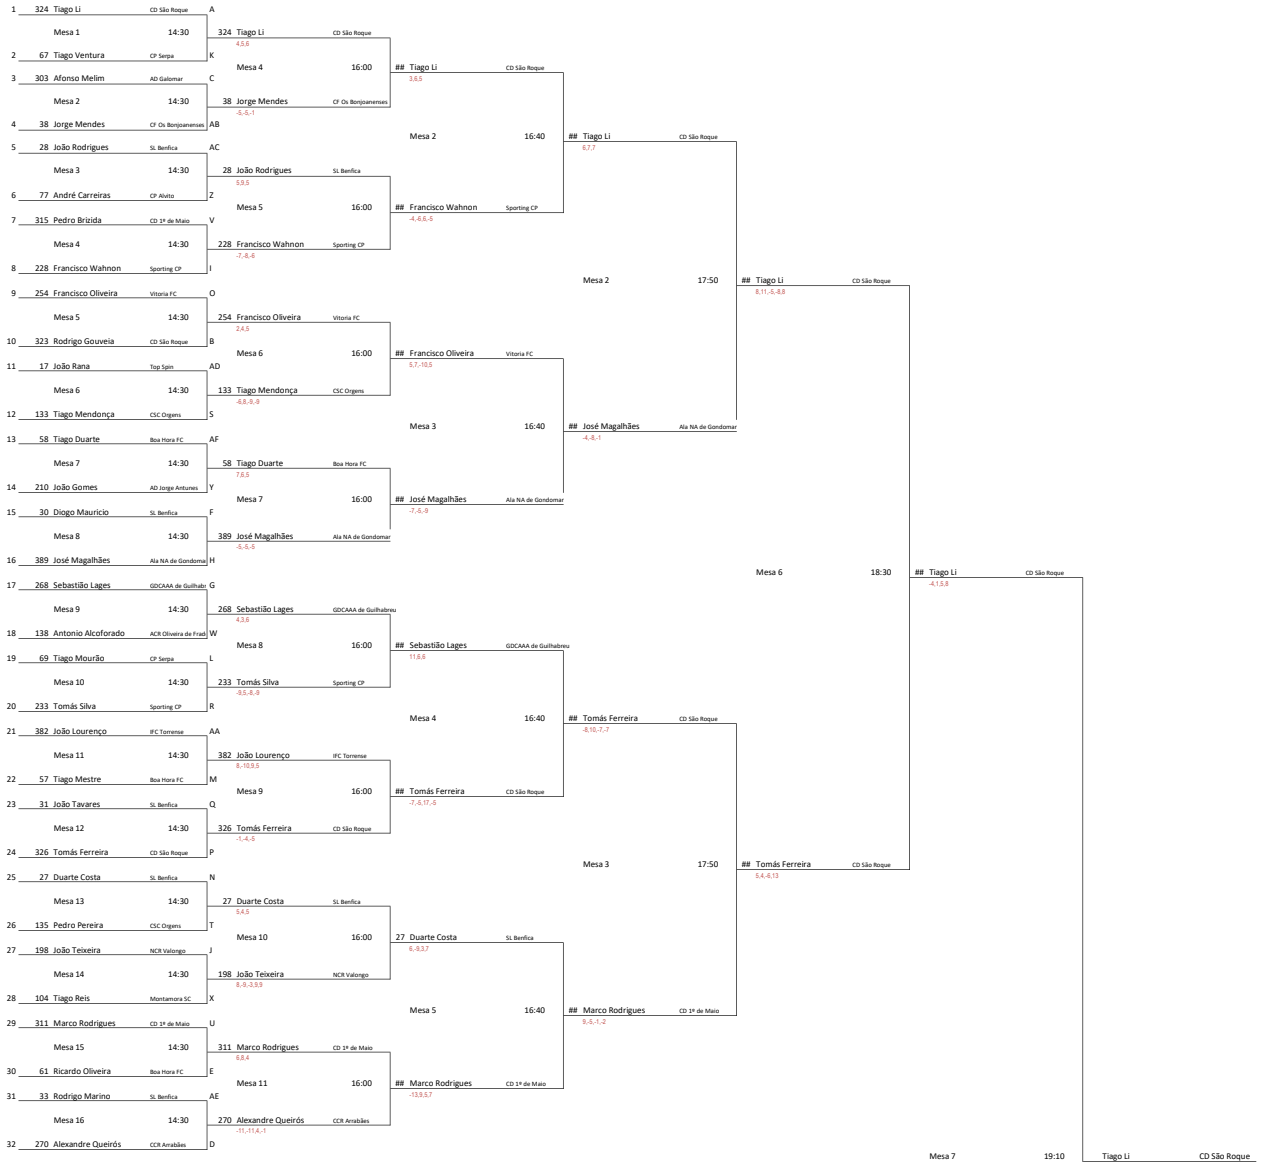 1 324 Tiago Li CD São Roque A
Mesa 1 14:30
2 67 Tiago Ventura CP Serpa K
3 303 Afonso Melim AD Galomar C
Mesa 2 14:30
4 38 Jorge Mendes CF Os Bonjoanenses AB
5 28 João Rodrigues SL Benfica AC
Mesa 3 14:30
6 77 André Carreiras CP Alvito Z
7 315 Pedro Brizida CD 1º de Maio V
Mesa 4 14:30
8 228 Francisco Wahnon Sporting CP I
9 254 Francisco Oliveira Vitoria FC O
Mesa 5 14:30
10 323 Rodrigo Gouveia CD São Roque B
11 17 João Rana Top Spin AD
Mesa 6 14:30
12 133 Tiago Mendonça CSC Orgens S
13 58 Tiago Duarte Boa Hora FC AF
Mesa 7 14:30
14 210 João Gomes AD Jorge Antunes Y
15 30 Diogo Mauricio SL Benfica F
Mesa 8 14:30
16 389 José Magalhães Ala NA de Gondomar H
17 268 Sebastião Lages GDCAAA de Guilhabr G
Mesa 9 14:30
18 138 Antonio Alcoforado ACR Oliveira de Frad W
19 69 Tiago Mourão CP Serpa L
Mesa 10 14:30
20 233 Tomás Silva Sporting CP R
21 382 João Lourenço IFC Torrense AA
Mesa 11 14:30
22 57 Tiago Mestre Boa Hora FC M
23 31 João Tavares SL Benfica Q
Mesa 12 14:30
24 326 Tomás Ferreira CD São Roque P
25 27 Duarte Costa SL Benfica N
Mesa 13 14:30
26 135 Pedro Pereira CSC Orgens T
27 198 João Teixeira NCR Valongo J
Mesa 14 14:30
28 104 Tiago Reis Montamora SC X
29 311 Marco Rodrigues CD 1º de Maio U
Mesa 15 14:30
30 61 Ricardo Oliveira Boa Hora FC E
31 33 Rodrigo Marino SL Benfica AE
Mesa 16 14:30
32 270 Alexandre Queirós CCR Arrabães D
324 Tiago Li CD São Roque
4,5,6
Mesa 4 16:00
38 Jorge Mendes CF Os Bonjoanenses
-5,-5,-1
28 João Rodrigues SL Benfica
5,9,5
Mesa 5 16:00
228 Francisco Wahnon Sporting CP
-7,-8,-6
254 Francisco Oliveira Vitoria FC
2,4,5
Mesa 6 16:00
133 Tiago Mendonça CSC Orgens
-6,8,-9,-9
58 Tiago Duarte Boa Hora FC
7,6,5
Mesa 7 16:00
389 José Magalhães Ala NA de Gondomar
-5,-5,-5
268 Sebastião Lages GDCAAA de Guilhabreu
4,3,6
Mesa 8 16:00
233 Tomás Silva Sporting CP
-9,5,-8,-9
382 João Lourenço IFC Torrense
8,-10,9,5
Mesa 9 16:00
326 Tomás Ferreira CD São Roque
-1,-4,-5
27 Duarte Costa SL Benfica
5,4,5
Mesa 10 16:00
198 João Teixeira NCR Valongo
8,-9,-3,9,9
311 Marco Rodrigues CD 1º de Maio
6,8,4
Mesa 11 16:00
270 Alexandre Queirós CCR Arrabães
-11,-11,4,-1
## Tiago Li CD São Roque
3,6,5
Mesa 2 16:40
## Francisco Wahnon Sporting CP
-4,-6,6,-5
## Francisco Oliveira Vitoria FC
5,7,-10,5
Mesa 3 16:40
## José Magalhães Ala NA de Gondomar
-7,-5,-9
## Sebastião Lages GDCAAA de Guilhabreu
11,6,6
Mesa 4 16:40
## Tomás Ferreira CD São Roque
-7,-6,17,-5
27 Duarte Costa SL Benfica
6,-9,3,7
Mesa 5 16:40
## Marco Rodrigues CD 1º de Maio
-13,9,5,7
## Tiago Li CD São Roque
6,7,7
Mesa 2 17:50
## José Magalhães Ala NA de Gondomar
-4,-8,-1
## Tomás Ferreira CD São Roque
-8,10,-7,-7
Mesa 3 17:50
## Marco Rodrigues CD 1º de Maio
9,-5,-1,-2
## Tiago Li CD São Roque
8,11,-5,-8,8
Mesa 6 18:30
## Tomás Ferreira CD São Roque
5,4,-6,13
## Tiago Li CD São Roque
-4,1,5,8
Mesa 7 19:10
Tiago Li CD São Roque